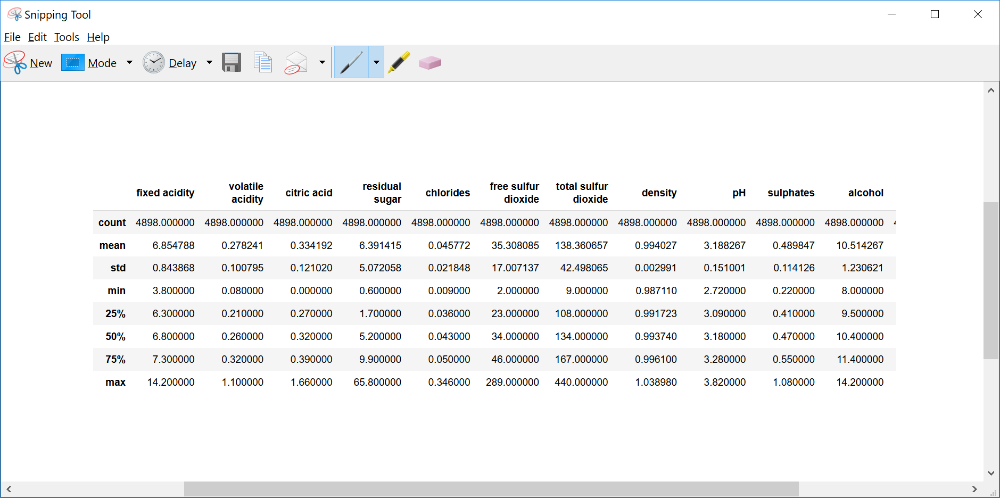 Snipping Tool
File Edit Tools Help
New Mode Delay
fixed acidity volatile acidity citric acid residual sugar chlorides free sulfur dioxide total sulfur dioxide density pH sulphates alcohol
count 4898.000000 4898.000000 4898.000000 4898.000000 4898.000000 4898.000000 4898.000000 4898.000000 4898.000000 4898.000000 4898.000000
mean 6.854788 0.278241 0.334192 6.391415 0.045772 35.308085 138.360657 0.994027 3.188267 0.489847 10.514267
std 0.843868 0.100795 0.121020 5.072058 0.021848 17.007137 42.498065 0.002991 0.151001 0.114126 1.230621
min 3.800000 0.080000 0.000000 0.600000 0.009000 2.000000 9.000000 0.987110 2.720000 0.220000 8.000000
25% 6.300000 0.210000 0.270000 1.700000 0.036000 23.000000 108.000000 0.991723 3.090000 0.410000 9.500000
50% 6.800000 0.260000 0.320000 5.200000 0.043000 34.000000 134.000000 0.993740 3.180000 0.470000 10.400000
75% 7.300000 0.320000 0.390000 9.900000 0.050000 46.000000 167.000000 0.996100 3.280000 0.550000 11.400000
max 14.200000 1.100000 1.660000 65.800000 0.346000 289.000000 440.000000 1.038980 3.820000 1.080000 14.200000